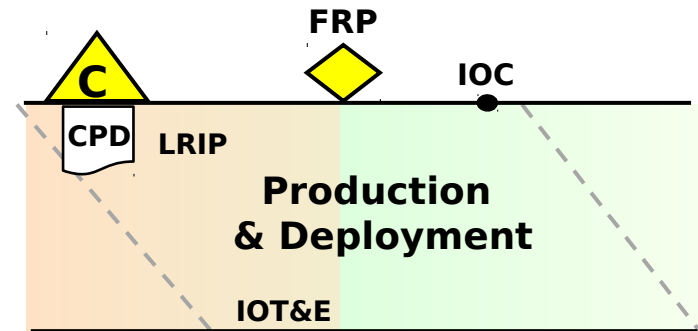 FRP
C
IOC
CPD
LRIP
Production
& Deployment
IOT&E